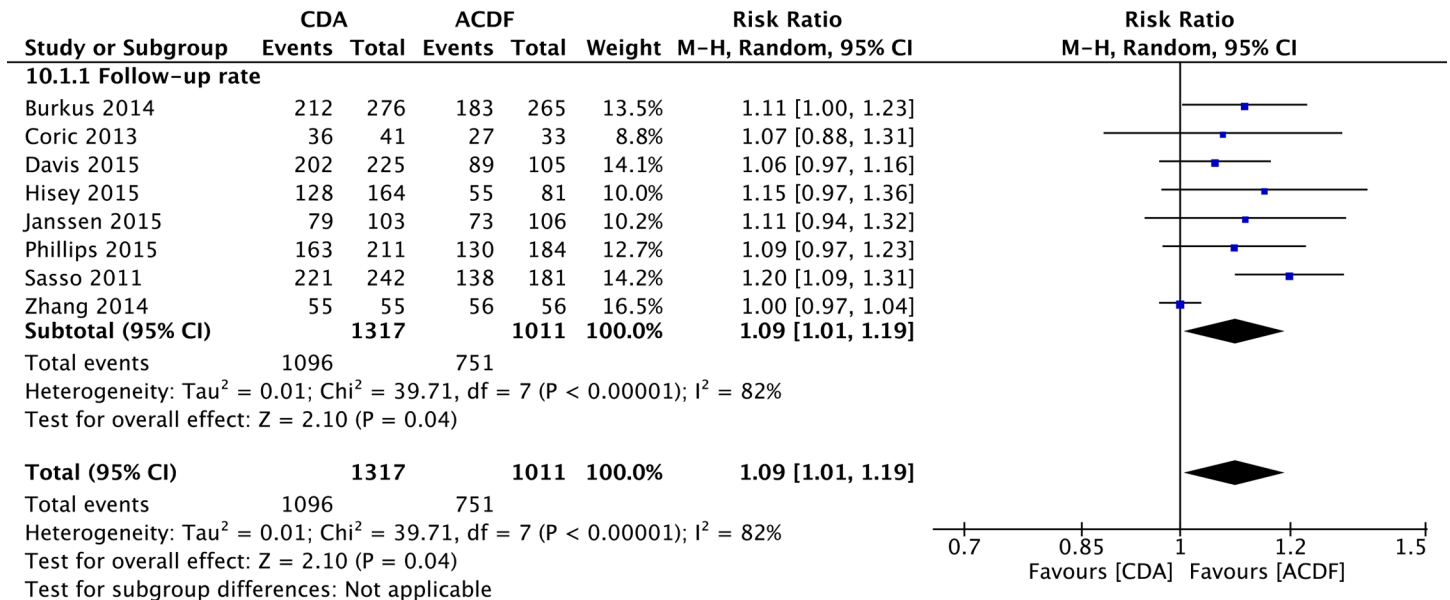 CDA ACDF Risk Ratio Risk Ratio
Study or Subgroup Events Total Events Total Weight M-H, Random, 95% CI M-H, Random, 95% CI
10.1.1 Follow-up rate
Burkus 2014 212 276 183 265 13.5% 1.11 [1.00, 1.23]
Coric 2013 36 41 27 33 8.8% 1.07 [0.88, 1.31]
Davis 2015 202 225 89 105 14.1% 1.06 [0.97, 1.16]
Hisey 2015 128 164 55 81 10.0% 1.15 [0.97, 1.36]
Janssen 2015 79 103 73 106 10.2% 1.11 [0.94, 1.32]
Phillips 2015 163 211 130 184 12.7% 1.09 [0.97, 1.23]
Sasso 2011 221 242 138 181 14.2% 1.20 [1.09, 1.31]
Zhang 2014 55 55 56 56 16.5% 1.00 [0.97, 1.04]
Subtotal (95% CI) 1317 1011 100.0% 1.09 [1.01, 1.19]
Total events 1096 751
Heterogeneity: Tau² = 0.01; Chi² = 39.71, df = 7 (P < 0.00001); I² = 82%
Test for overall effect: Z = 2.10 (P = 0.04)
Total (95% CI) 1317 1011 100.0% 1.09 [1.01, 1.19]
Total events 1096 751
Heterogeneity: Tau² = 0.01; Chi² = 39.71, df = 7 (P < 0.00001); I² = 82%
Test for overall effect: Z = 2.10 (P = 0.04)
Test for subgroup differences: Not applicable
0.7 0.85 1 1.2 1.5
Favours [CDA] Favours [ACDF]